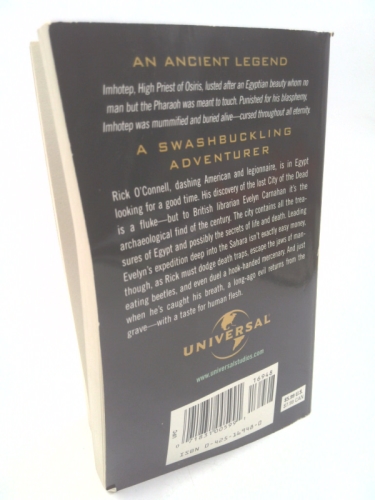 AN ANCIENT LEGEND
Imhotep, High Priest of Osiris, lusted after an Egyptian beauty whom no
man but the Pharaoh was meant to touch. Punished for his blasphemy,
Imhotep was mummified and buried alive—cursed throughout all eternity.
A SWASHBUCKLING
ADVENTURER
Rick O'Connell, dashing American and legionnaire, is in Egypt
looking for a good time. His discovery of the lost City of the Dead
is a fluke—but to British librarian Evelyn Carnahan it's the
archaeological find of the century. The city contains all the trea-
sures of Egypt and possibly the secrets of life and death. Leading
Evelyn's expedition deep into the Sahara isn't exactly easy money,
though, as Rick must dodge death traps, escape the jaws of man-
eating beetles, and even duel a hook-handed mercenary. And just
when he's caught his breath, a long-ago evil returns from the
grave—with a taste for human flesh.
UNIVERSAL
www.universalstudios.com
16948
ISBN 0-425-16948-2